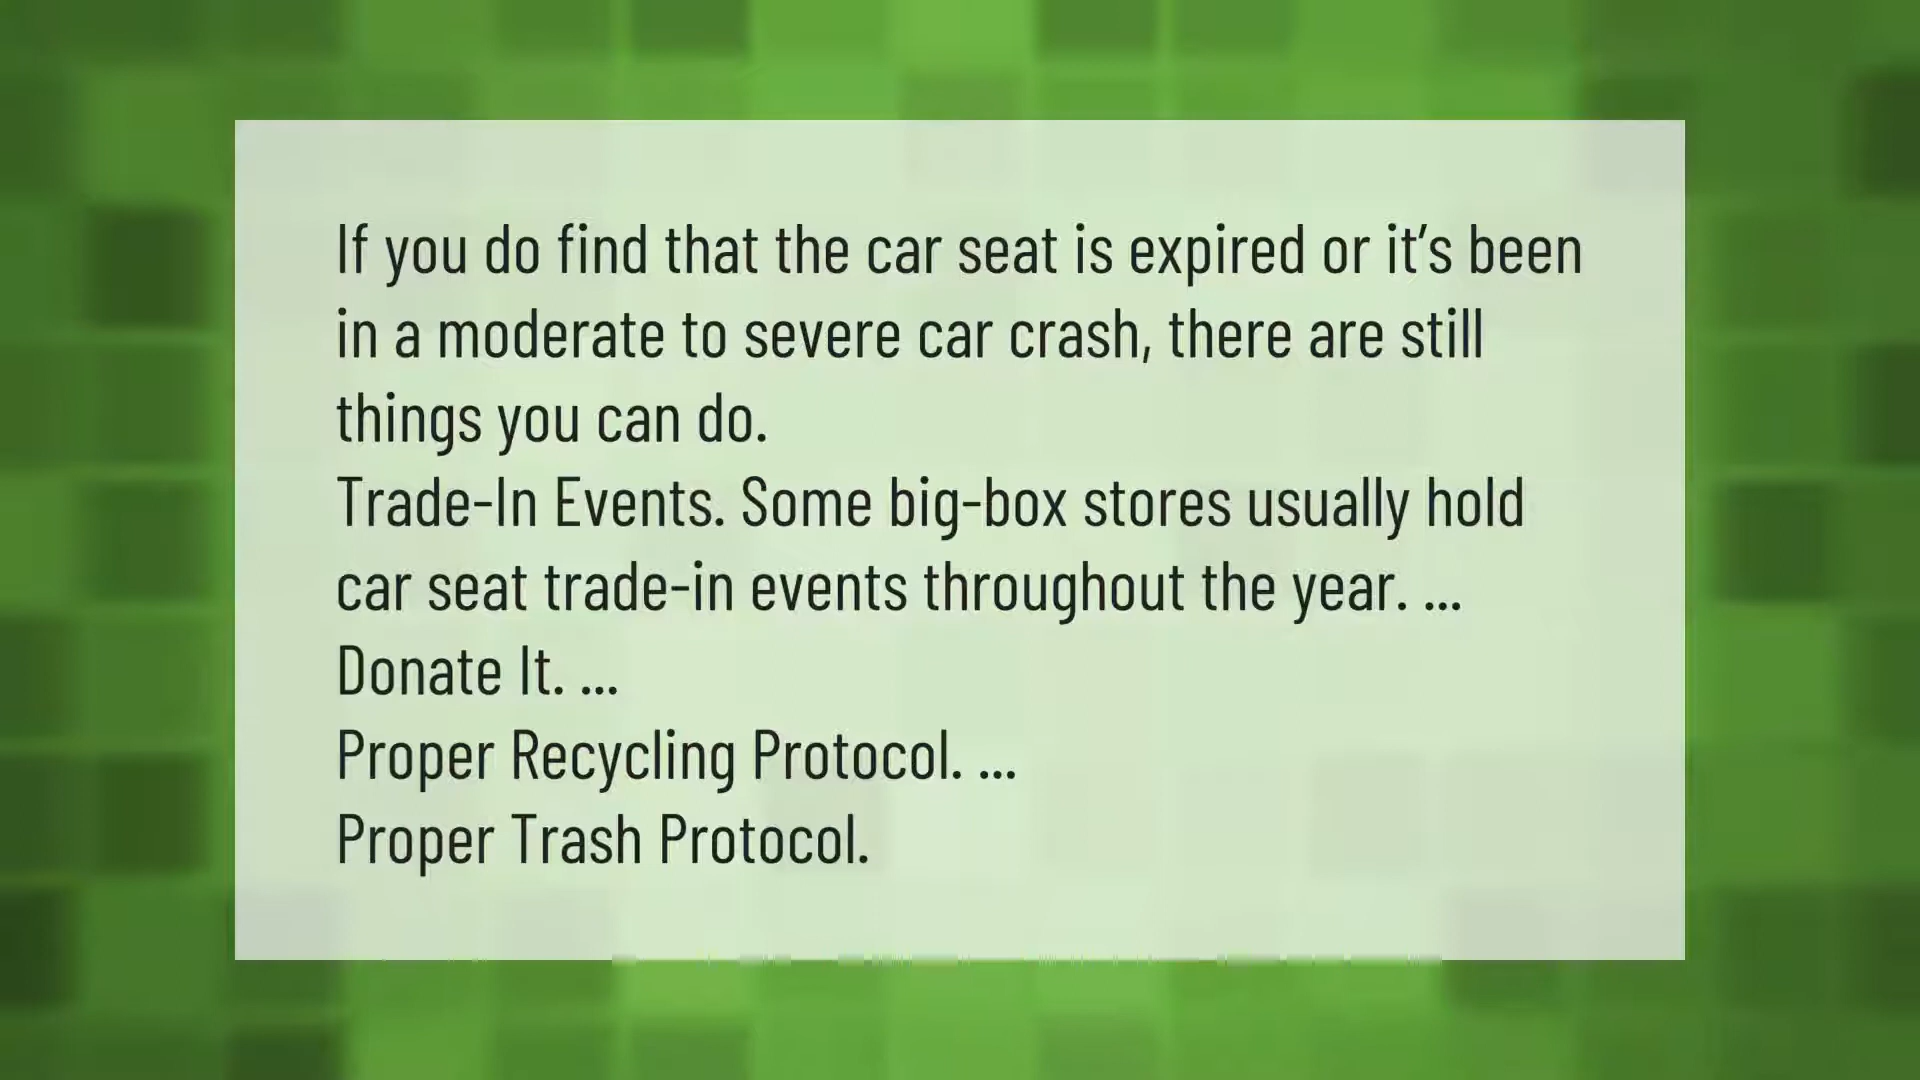 If you do find that the car seat is expired or it’s been
in a moderate to severe car crash, there are still
things you can do.
Trade-In Events. Some big-box stores usually hold
car seat trade-in events throughout the year. ...
Donate It. ...
Proper Recycling Protocol. ...
Proper Trash Protocol.